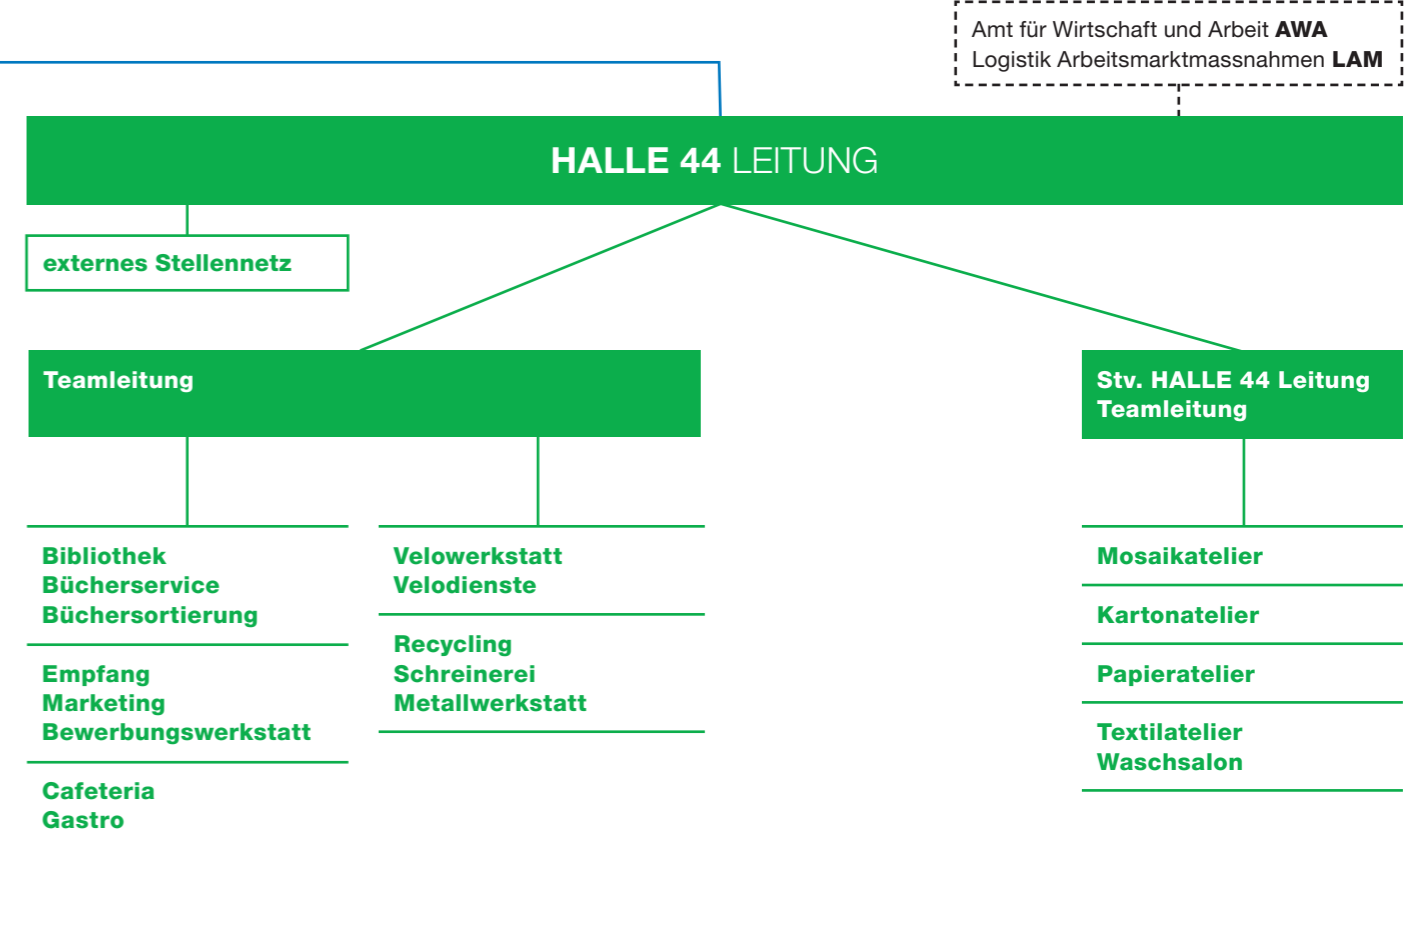 Amt für Wirtschaft und Arbeit AWA
Logistik Arbeitsmarktmassnahmen LAM
HALLE 44 LEITUNG
externes Stellennetz
Teamleitung
Stv. HALLE 44 Leitung
Teamleitung
Bibliothek
Bücherservice
Büchersortierung
Empfang
Marketing
Bewerbungswerkstatt
Cafeteria
Gastro
Velowerkstatt
Velodienste
Recycling
Schreinerei
Metallwerkstatt
Mosaikatelier
Kartonatelier
Papieratelier
Textilatelier
Waschsalon